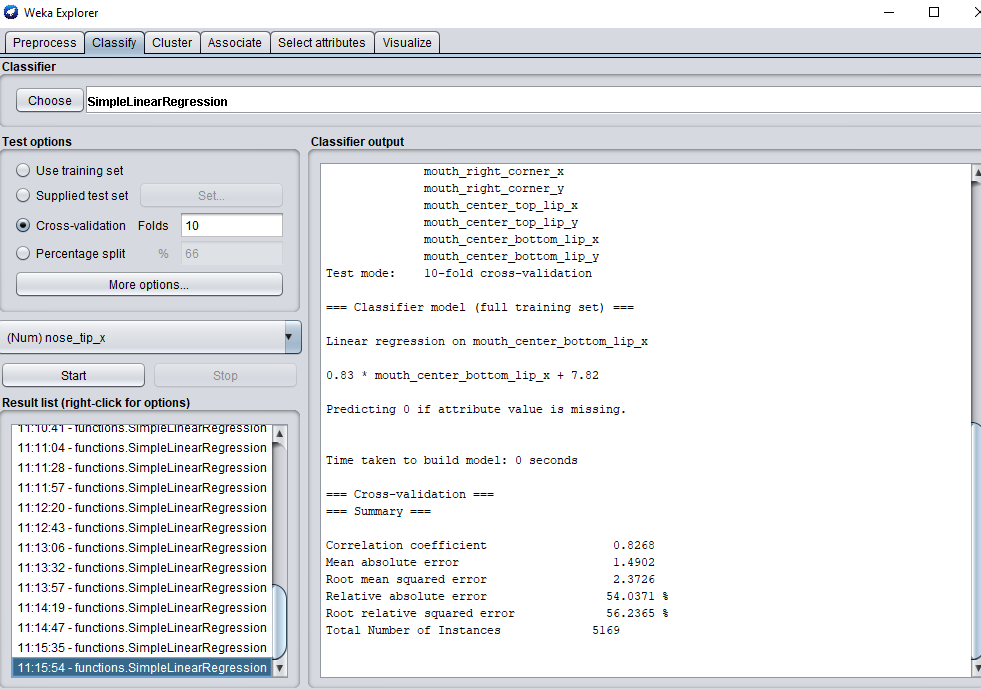 Weka Explorer
Preprocess Classify Cluster Associate Select attributes Visualize
Classifier
Choose SimpleLinearRegression
Test options
Use training set
Supplied test set Set...
Cross-validation Folds 10
Percentage split % 66
More options...
(Num) nose_tip_x
Start Stop
Result list (right-click for options)
11:10:41 - functions.SimpleLinearRegression
11:11:04 - functions.SimpleLinearRegression
11:11:28 - functions.SimpleLinearRegression
11:11:57 - functions.SimpleLinearRegression
11:12:20 - functions.SimpleLinearRegression
11:12:43 - functions.SimpleLinearRegression
11:13:06 - functions.SimpleLinearRegression
11:13:32 - functions.SimpleLinearRegression
11:13:57 - functions.SimpleLinearRegression
11:14:19 - functions.SimpleLinearRegression
11:14:47 - functions.SimpleLinearRegression
11:15:35 - functions.SimpleLinearRegression
11:15:54 - functions.SimpleLinearRegression
Classifier output
mouth_right_corner_x
mouth_right_corner_y
mouth_center_top_lip_x
mouth_center_top_lip_y
mouth_center_bottom_lip_x
mouth_center_bottom_lip_y
Test mode: 10-fold cross-validation
=== Classifier model (full training set) ===
Linear regression on mouth_center_bottom_lip_x
0.83 * mouth_center_bottom_lip_x + 7.82
Predicting 0 if attribute value is missing.
Time taken to build model: 0 seconds
=== Cross-validation ===
=== Summary ===
Correlation coefficient 0.8268
Mean absolute error 1.4902
Root mean squared error 2.3726
Relative absolute error 54.0371 %
Root relative squared error 56.2365 %
Total Number of Instances 5169